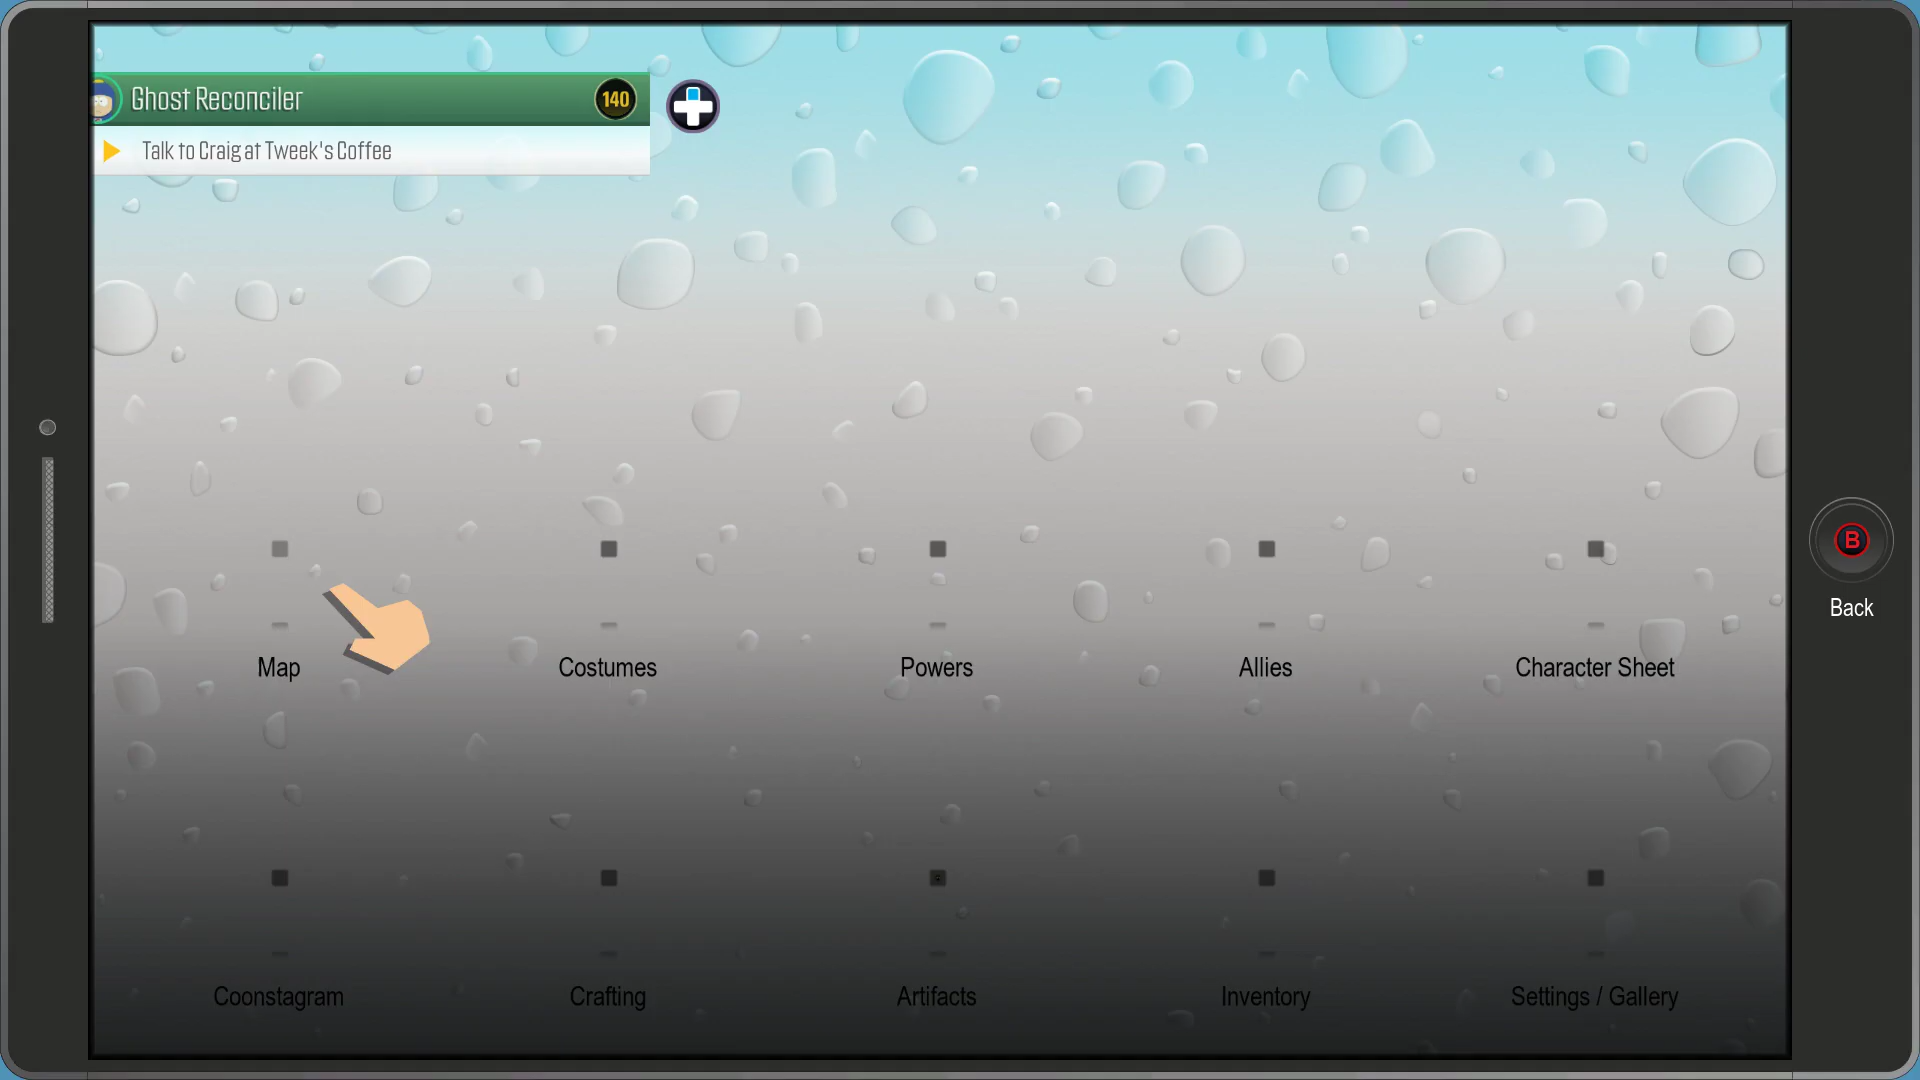 Ghost Reconciler 140
Talk to Craig at Tweek's Coffee
B
Back
Map Costumes Powers Allies Character Sheet
Coonstagram Crafting Artifacts Inventory Settings / Gallery